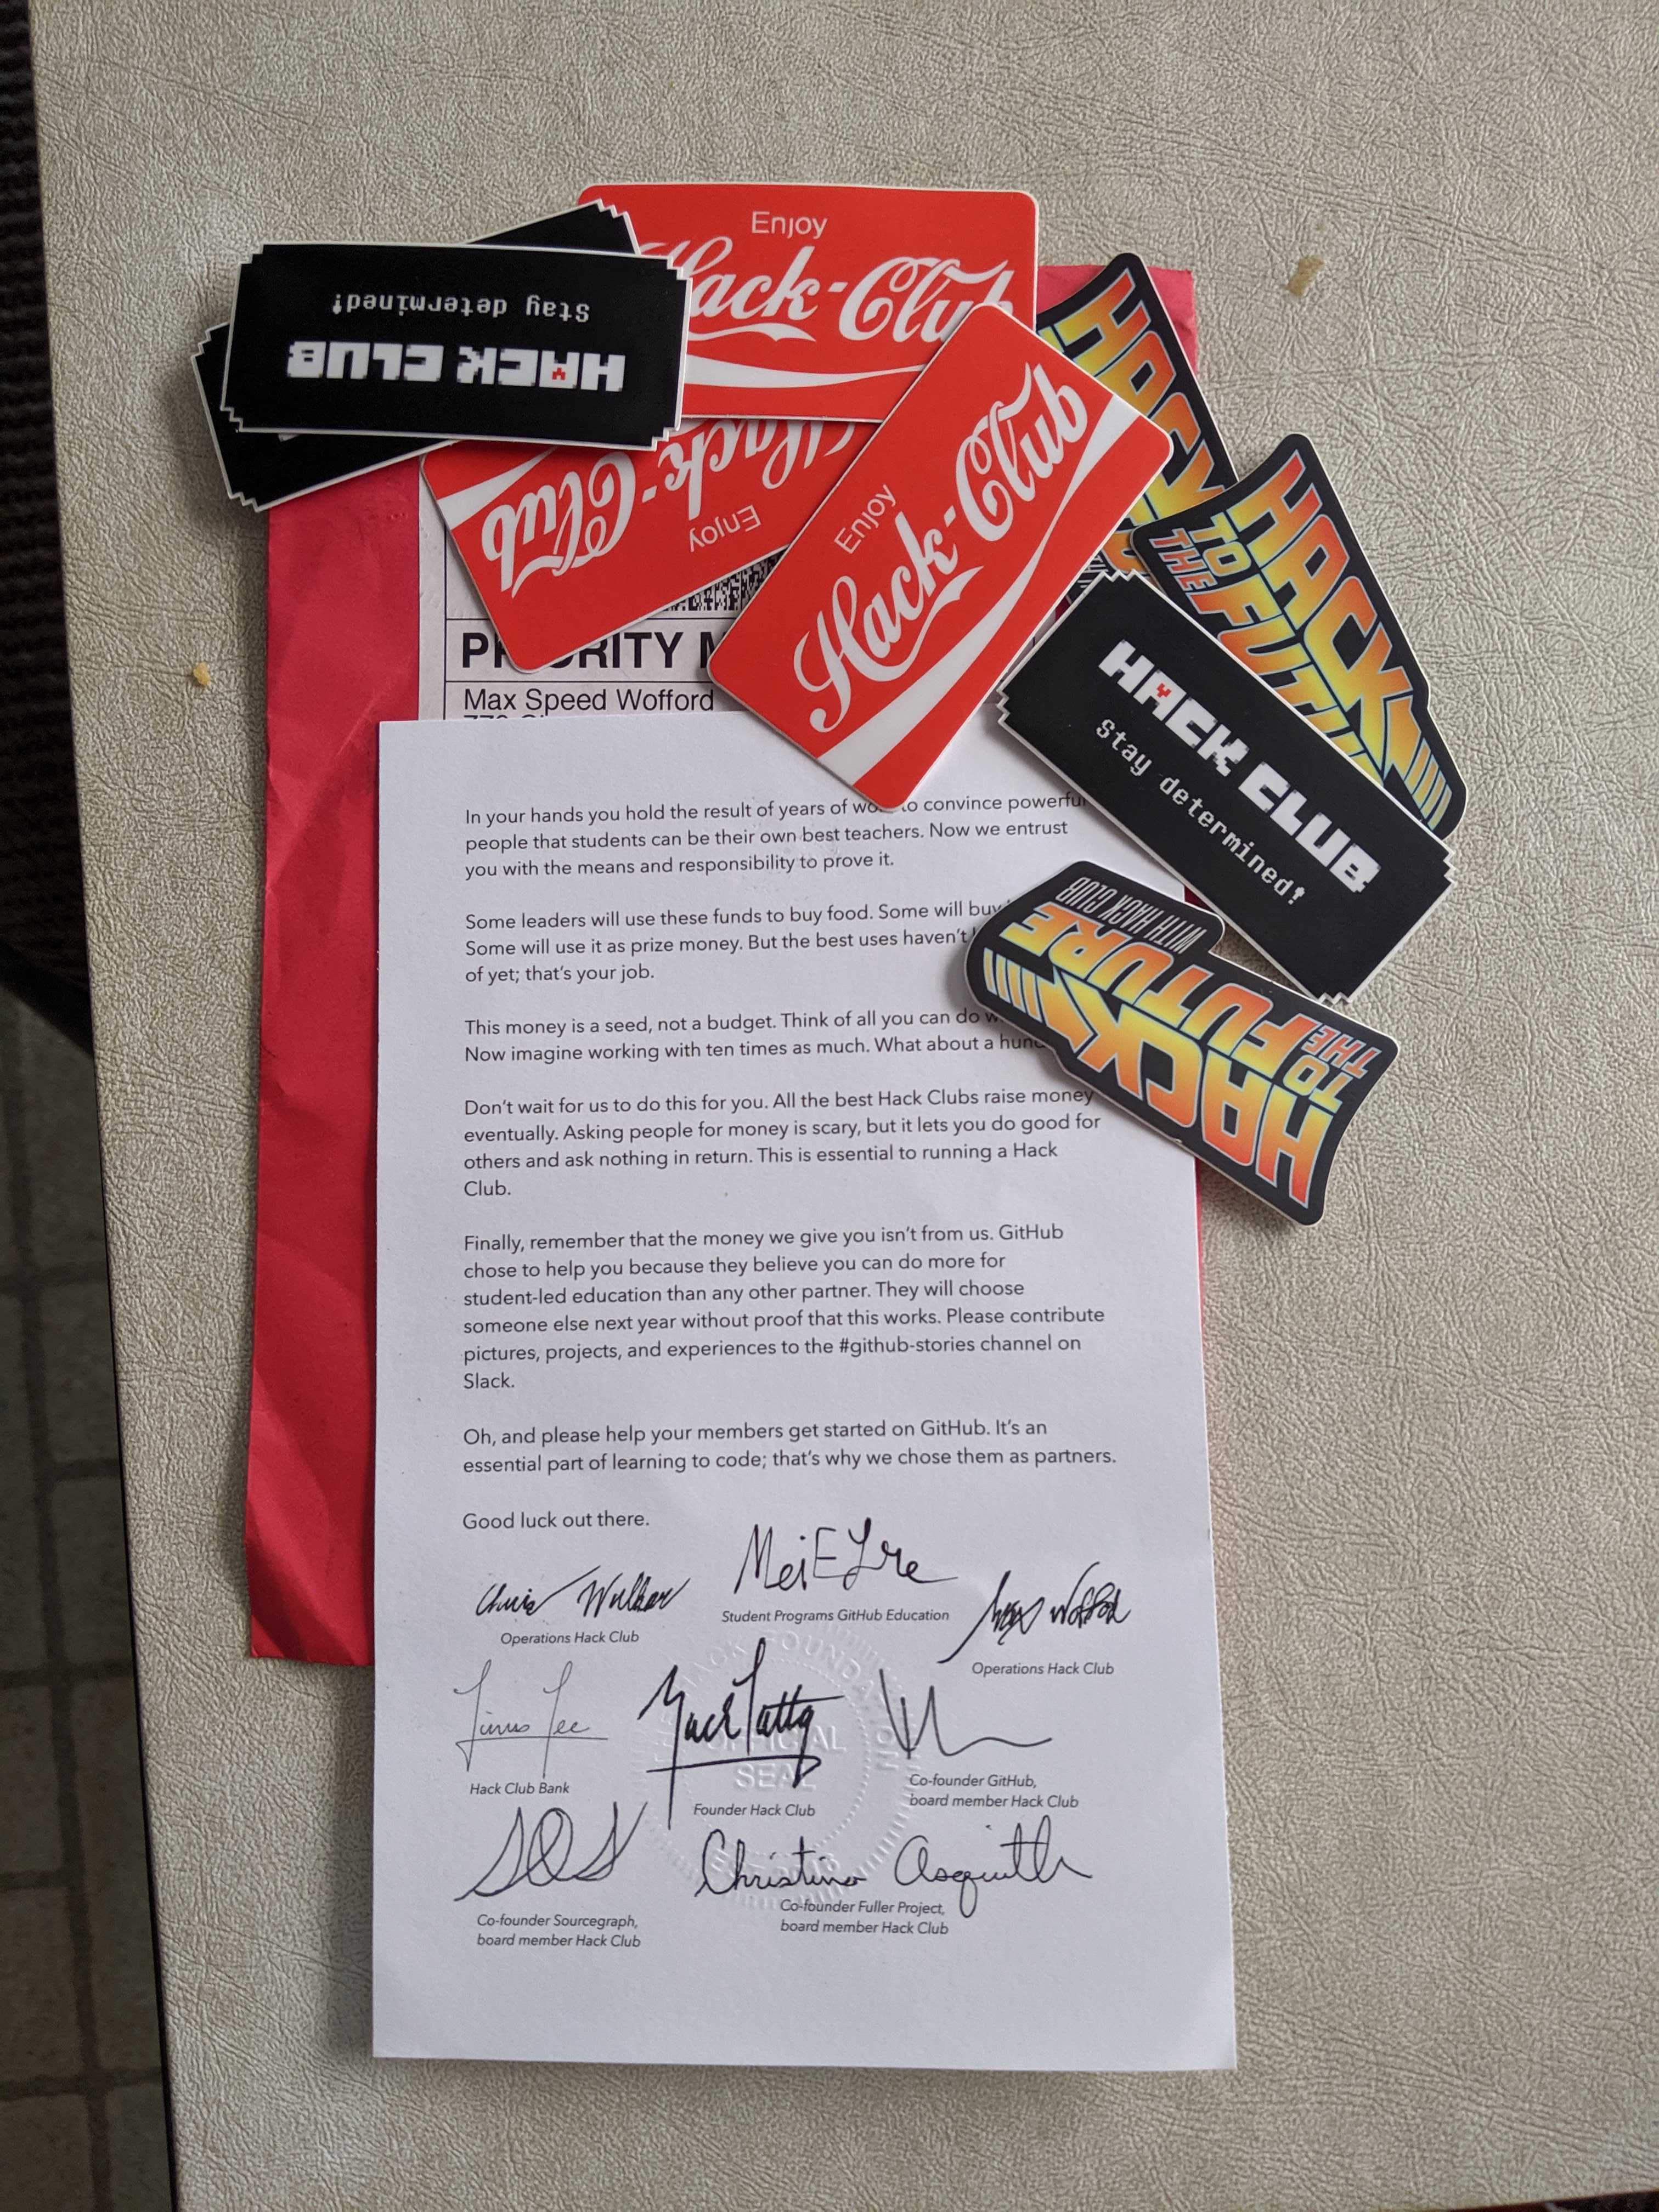 Enjoy
Hack-Club
Stay determined!
HACK CLUB
Enjoy
Hack-Club
Enjoy
Hack-Club
HACK
HACK
TO
THE
HACK CLUB
Stay determined!
HACK
TO
THE
FUTURE
WITH HACK CLUB
PRIORITY M
Max Speed Wofford
In your hands you hold the result of years of to convince powerful
people that students can be their own best teachers. Now we entrust
you with the means and responsibility to prove it.
Some leaders will use these funds to buy food. Some will buy
Some will use it as prize money. But the best uses haven't
of yet; that's your job.
This money is a seed, not a budget. Think of all you can do
Now imagine working with ten times as much. What about a
Don't wait for us to do this for you. All the best Hack Clubs raise money
eventually. Asking people for money is scary, but it lets you do good for
others and ask nothing in return. This is essential to running a Hack
Club.
Finally, remember that the money we give you isn't from us. GitHub
chose to help you because they believe you can do more for
student-led education than any other partner. They will choose
someone else next year without proof that this works. Please contribute
pictures, projects, and experiences to the #github-stories channel on
Slack.
Oh, and please help your members get started on GitHub. It's an
essential part of learning to code; that's why we chose them as partners.
Good luck out there.
Chris Walker
Operations Hack Club
Student Programs GitHub Education
Max Wofford
Operations Hack Club
Linus Lee
Hack Club Bank
Zach Latta
Founder Hack Club
Co-founder GitHub,
board member Hack Club
Co-founder Sourcegraph,
board member Hack Club
Christina Asquith
Co-founder Fuller Project,
board member Hack Club
THE HACK FOUNDATION
OFFICIAL
SEAL